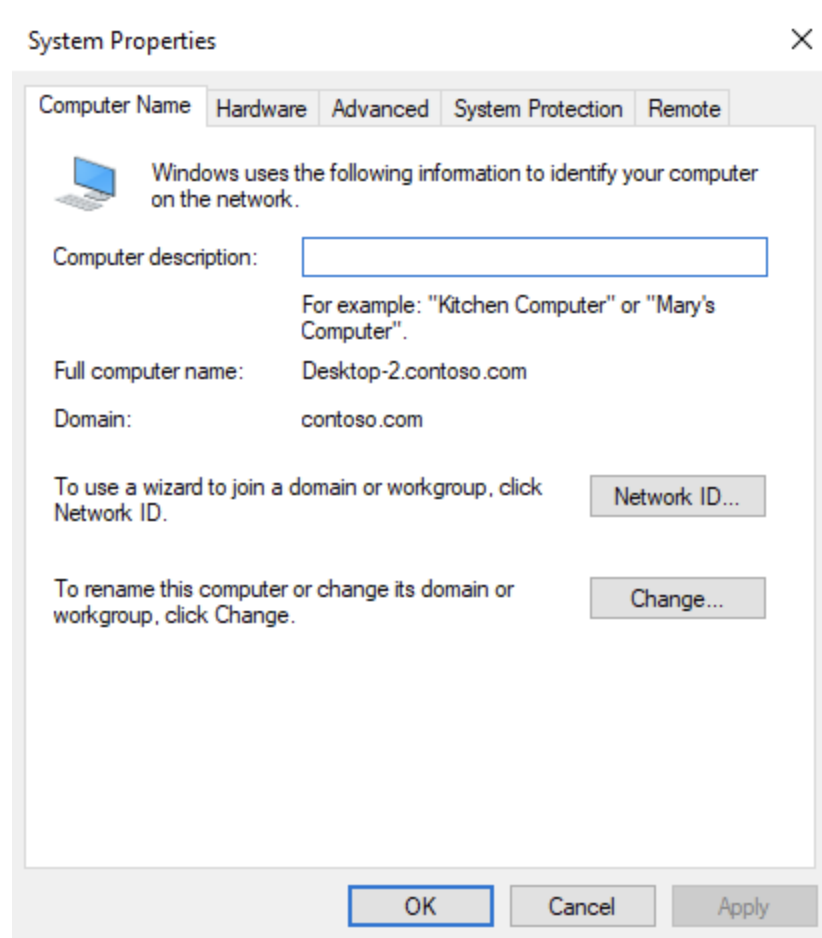 System Properties
Computer Name Hardware Advanced System Protection Remote
Windows uses the following information to identify your computer
on the network.
Computer description:
For example: "Kitchen Computer" or "Mary's
Computer".
Full computer name: Desktop-2.contoso.com
Domain: contoso.com
To use a wizard to join a domain or workgroup, click
Network ID.
Network ID...
To rename this computer or change its domain or
workgroup, click Change.
Change...
OK Cancel Apply